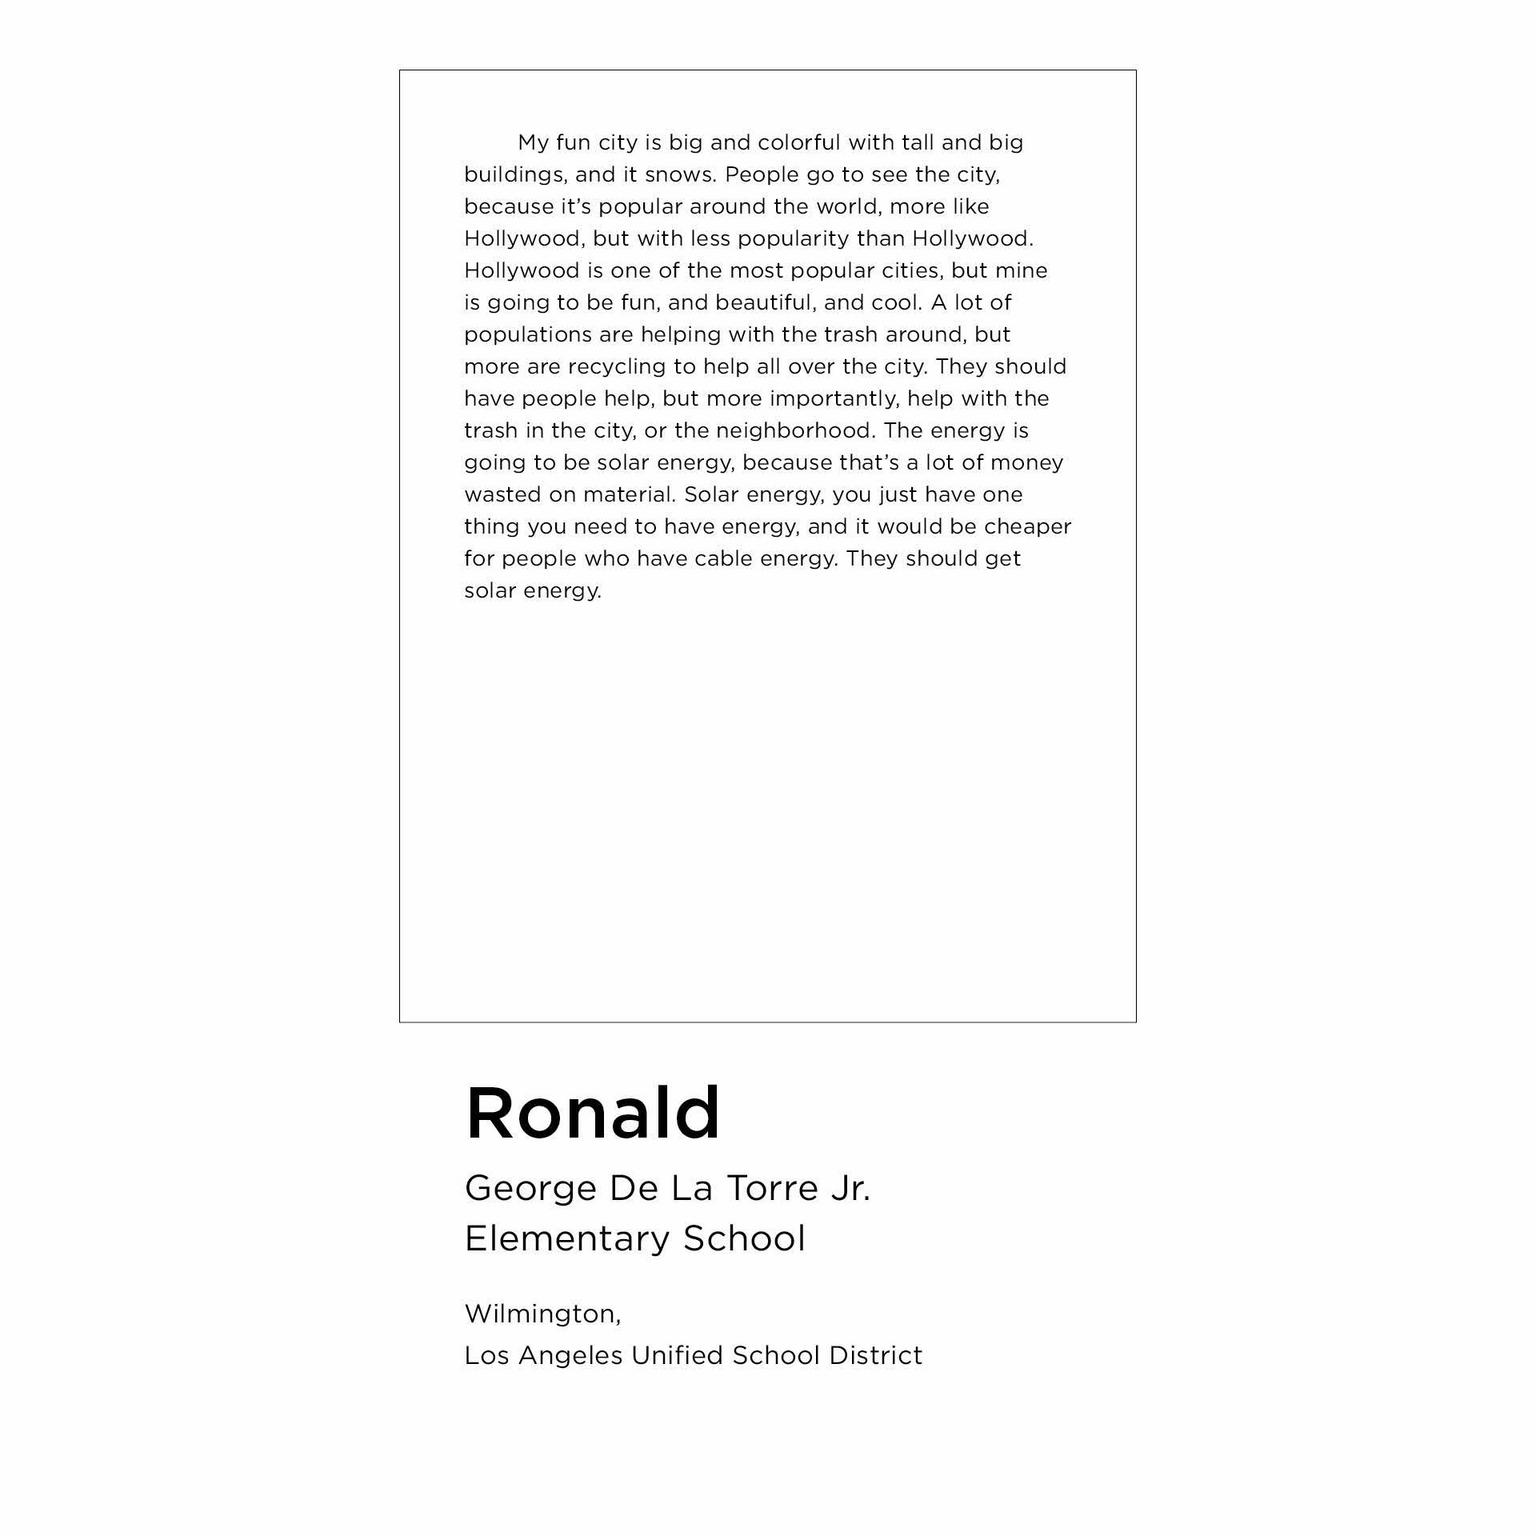 My fun city is big and colorful with tall and big
buildings, and it snows. People go to see the city,
because it’s popular around the world, more like
Hollywood, but with less popularity than Hollywood.
Hollywood is one of the most popular cities, but mine
is going to be fun, and beautiful, and cool. A lot of
populations are helping with the trash around, but
more are recycling to help all over the city. They should
have people help, but more importantly, help with the
trash in the city, or the neighborhood. The energy is
going to be solar energy, because that’s a lot of money
wasted on material. Solar energy, you just have one
thing you need to have energy, and it would be cheaper
for people who have cable energy. They should get
solar energy.
Ronald
George De La Torre Jr.
Elementary School
Wilmington,
Los Angeles Unified School District